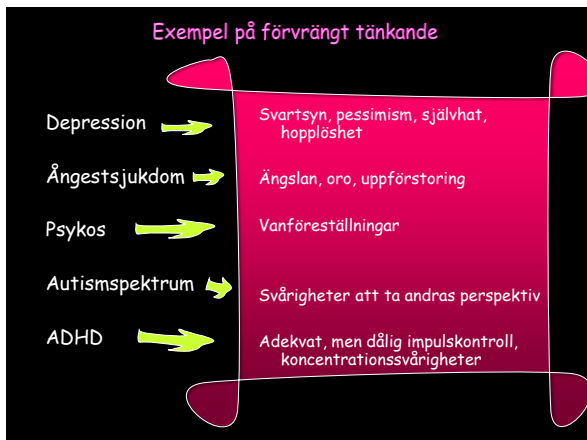 Exempel på förvrängt tänkande
Depression
Svartsyn, pessimism, självhat,
hopplöshet
Ångestsjukdom
Ängslan, oro, uppförstoring
Psykos
Vanföreställningar
Autismspektrum
Svårigheter att ta andras perspektiv
ADHD
Adekvat, men dålig impulskontroll,
koncentrationssvårigheter